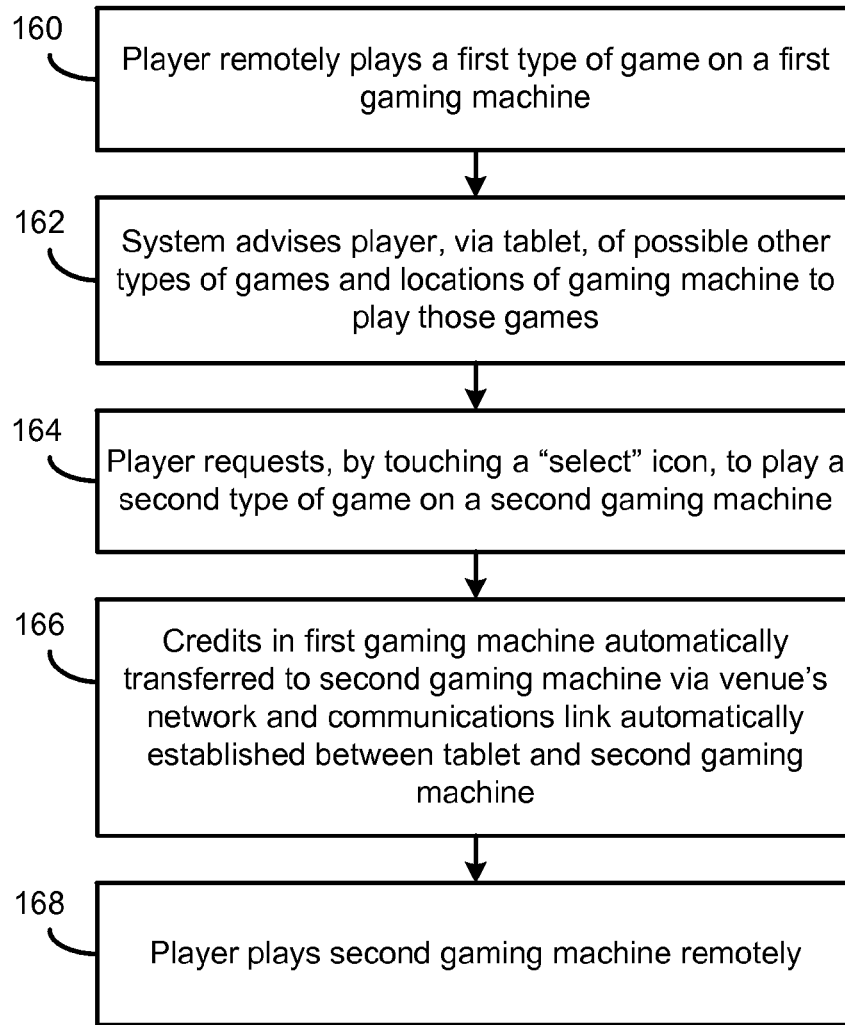 160
Player remotely plays a first type of game on a first
gaming machine
162
System advises player, via tablet, of possible other
types of games and locations of gaming machine to
play those games
164
Player requests, by touching a “select” icon, to play a
second type of game on a second gaming machine
166
Credits in first gaming machine automatically
transferred to second gaming machine via venue’s
network and communications link automatically
established between tablet and second gaming
machine
168
Player plays second gaming machine remotely